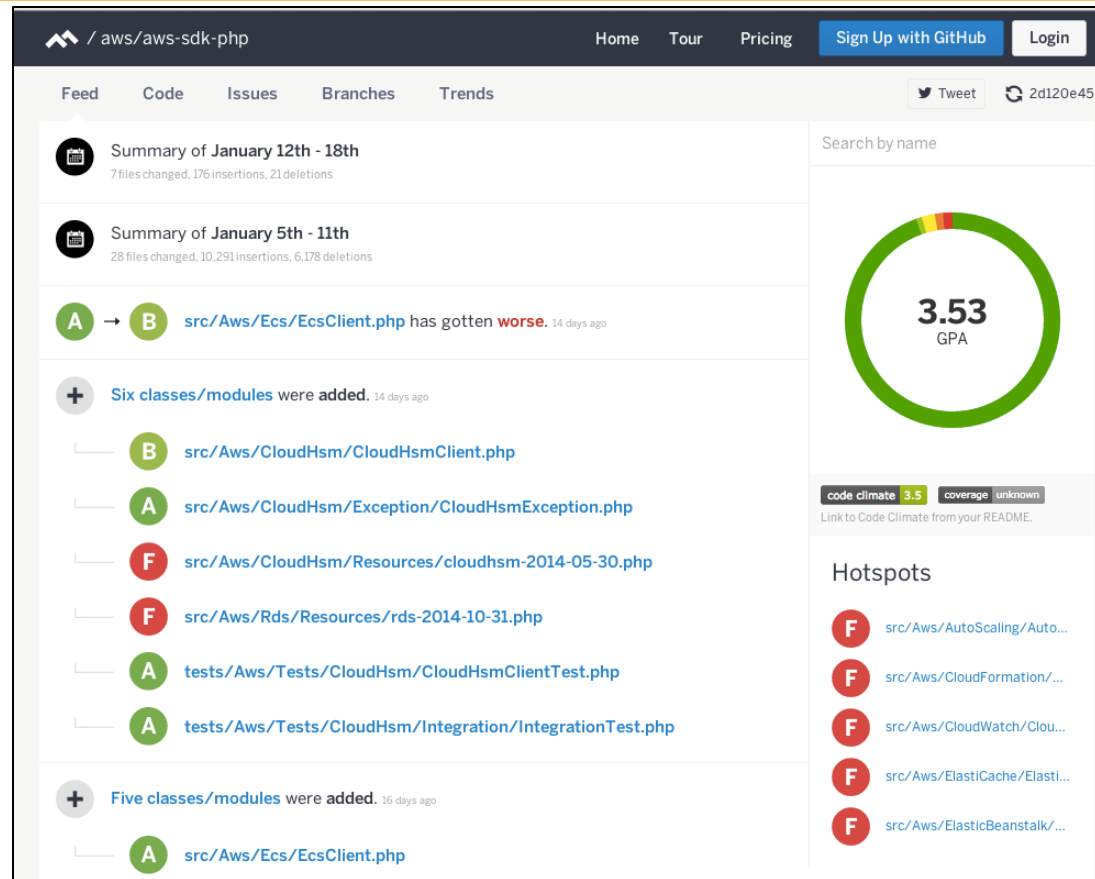 / aws/aws-sdk-php
Home Tour Pricing Sign Up with GitHub Login
Feed Code Issues Branches Trends
Tweet 2d120e45
Summary of January 12th - 18th
7 files changed, 176 insertions, 21 deletions
Summary of January 5th - 11th
28 files changed, 10,291 insertions, 6,178 deletions
A → B src/Aws/Ecs/EcsClient.php has gotten worse. 14 days ago
+ Six classes/modules were added. 14 days ago
B src/Aws/CloudHsm/CloudHsmClient.php
A src/Aws/CloudHsm/Exception/CloudHsmException.php
F src/Aws/CloudHsm/Resources/cloudhsm-2014-05-30.php
F src/Aws/Rds/Resources/rds-2014-10-31.php
A tests/Aws/Tests/CloudHsm/CloudHsmClientTest.php
A tests/Aws/Tests/CloudHsm/Integration/IntegrationTest.php
+ Five classes/modules were added. 16 days ago
A src/Aws/Ecs/EcsClient.php
Search by name
3.53
GPA
code climate 3.5 coverage unknown
Link to Code Climate from your README.
Hotspots
F src/Aws/AutoScaling/Auto...
F src/Aws/CloudFormation/...
F src/Aws/CloudWatch/Clou...
F src/Aws/ElastiCache/Elasti...
F src/Aws/ElasticBeanstalk/...